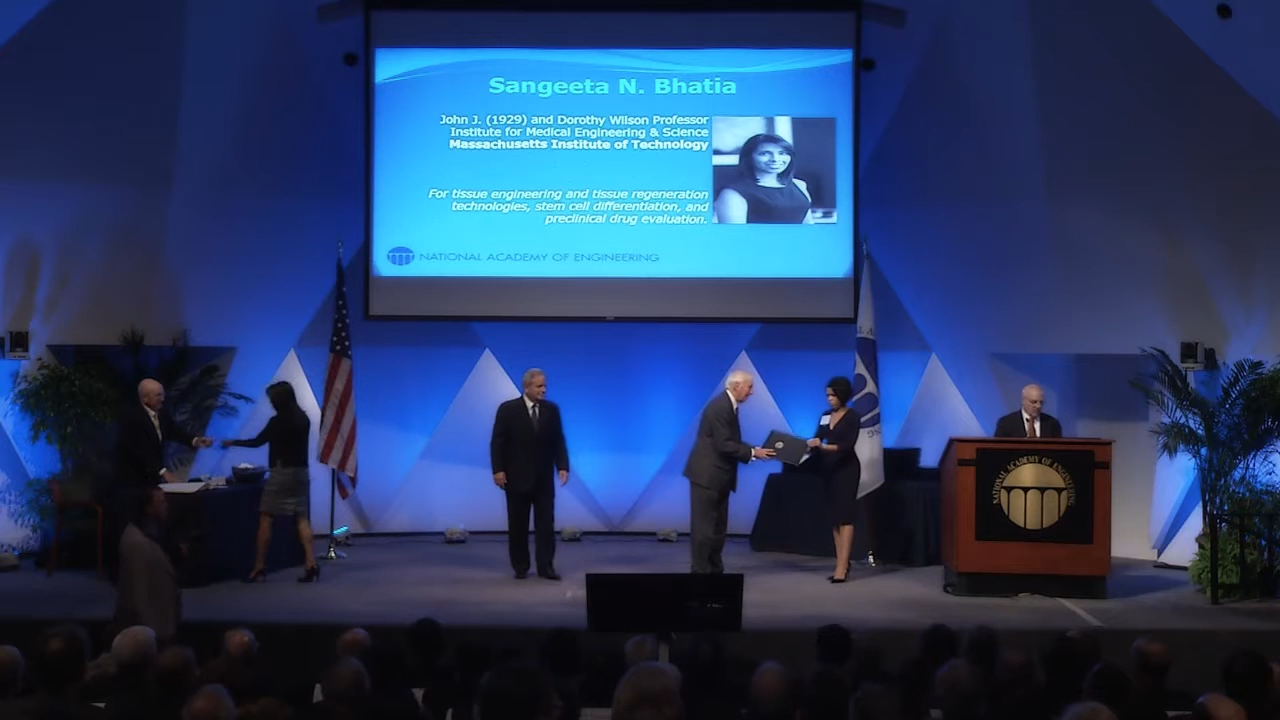 Sangeeta N. Bhatia
John J. (1929) and Dorothy Wilson Professor
Institute for Medical Engineering & Science
Massachusetts Institute of Technology
For tissue engineering and tissue regeneration
technologies, stem cell differentiation, and
preclinical drug evaluation.
NATIONAL ACADEMY OF ENGINEERING
NATIONAL ACADEMY OF ENGINEERING